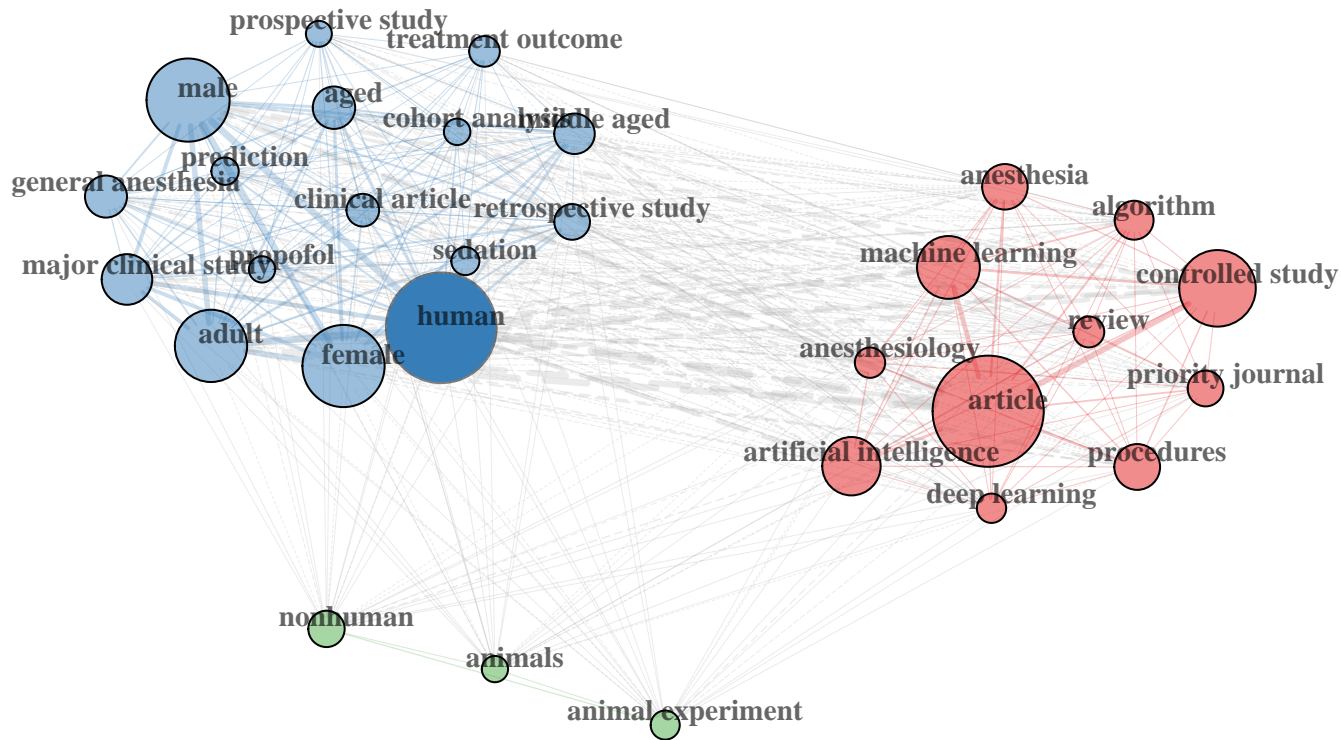 prospective study
treatment outcome
male
aged
cohort analysis
middle aged
prediction
general anesthesia
clinical article
retrospective study
sedation
propofol
major clinical study
human
adult
female
anesthesia
algorithm
machine learning
controlled study
review
anesthesiology
priority journal
article
artificial intelligence
procedures
deep learning
nonhuman
animals
animal experiment